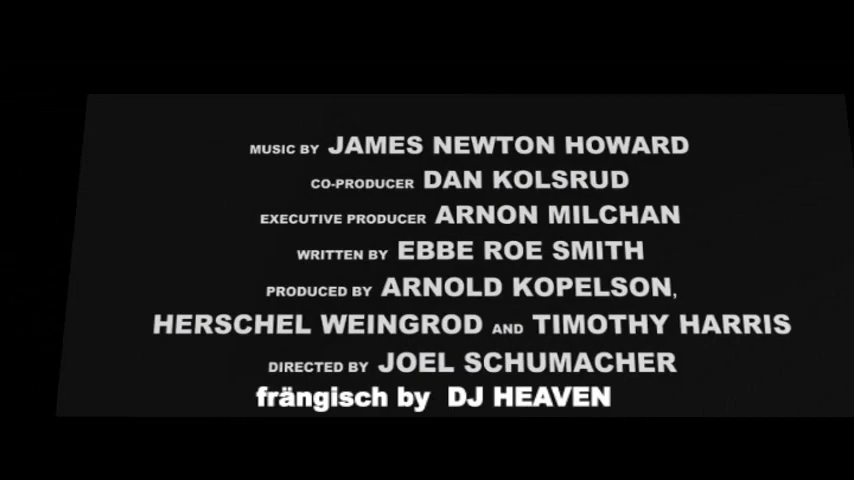 MUSIC BY JAMES NEWTON HOWARD
CO-PRODUCER DAN KOLSRUD
EXECUTIVE PRODUCER ARNON MILCHAN
WRITTEN BY EBBE ROE SMITH
PRODUCED BY ARNOLD KOPELSON,
HERSCHEL WEINGROD AND TIMOTHY HARRIS
DIRECTED BY JOEL SCHUMACHER
frängisch by DJ HEAVEN